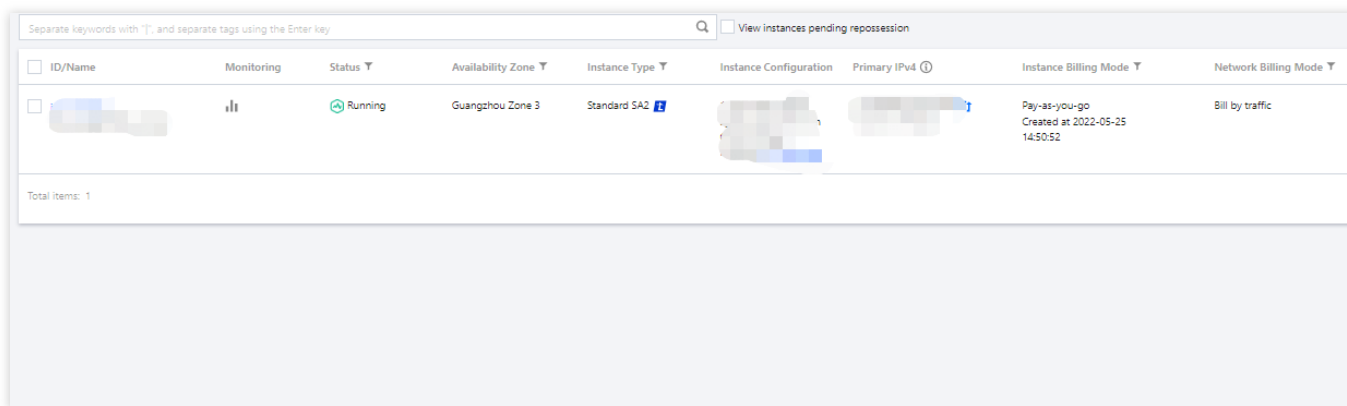 Separate keywords with "|", and separate tags using the Enter key
View instances pending repossession
ID/Name Monitoring Status Availability Zone Instance Type Instance Configuration Primary IPv4 Instance Billing Mode Network Billing Mode
Running Guangzhou Zone 3 Standard SA2 Pay-as-you-go Bill by traffic
Created at 2022-05-25
14:50:52
Total items: 1